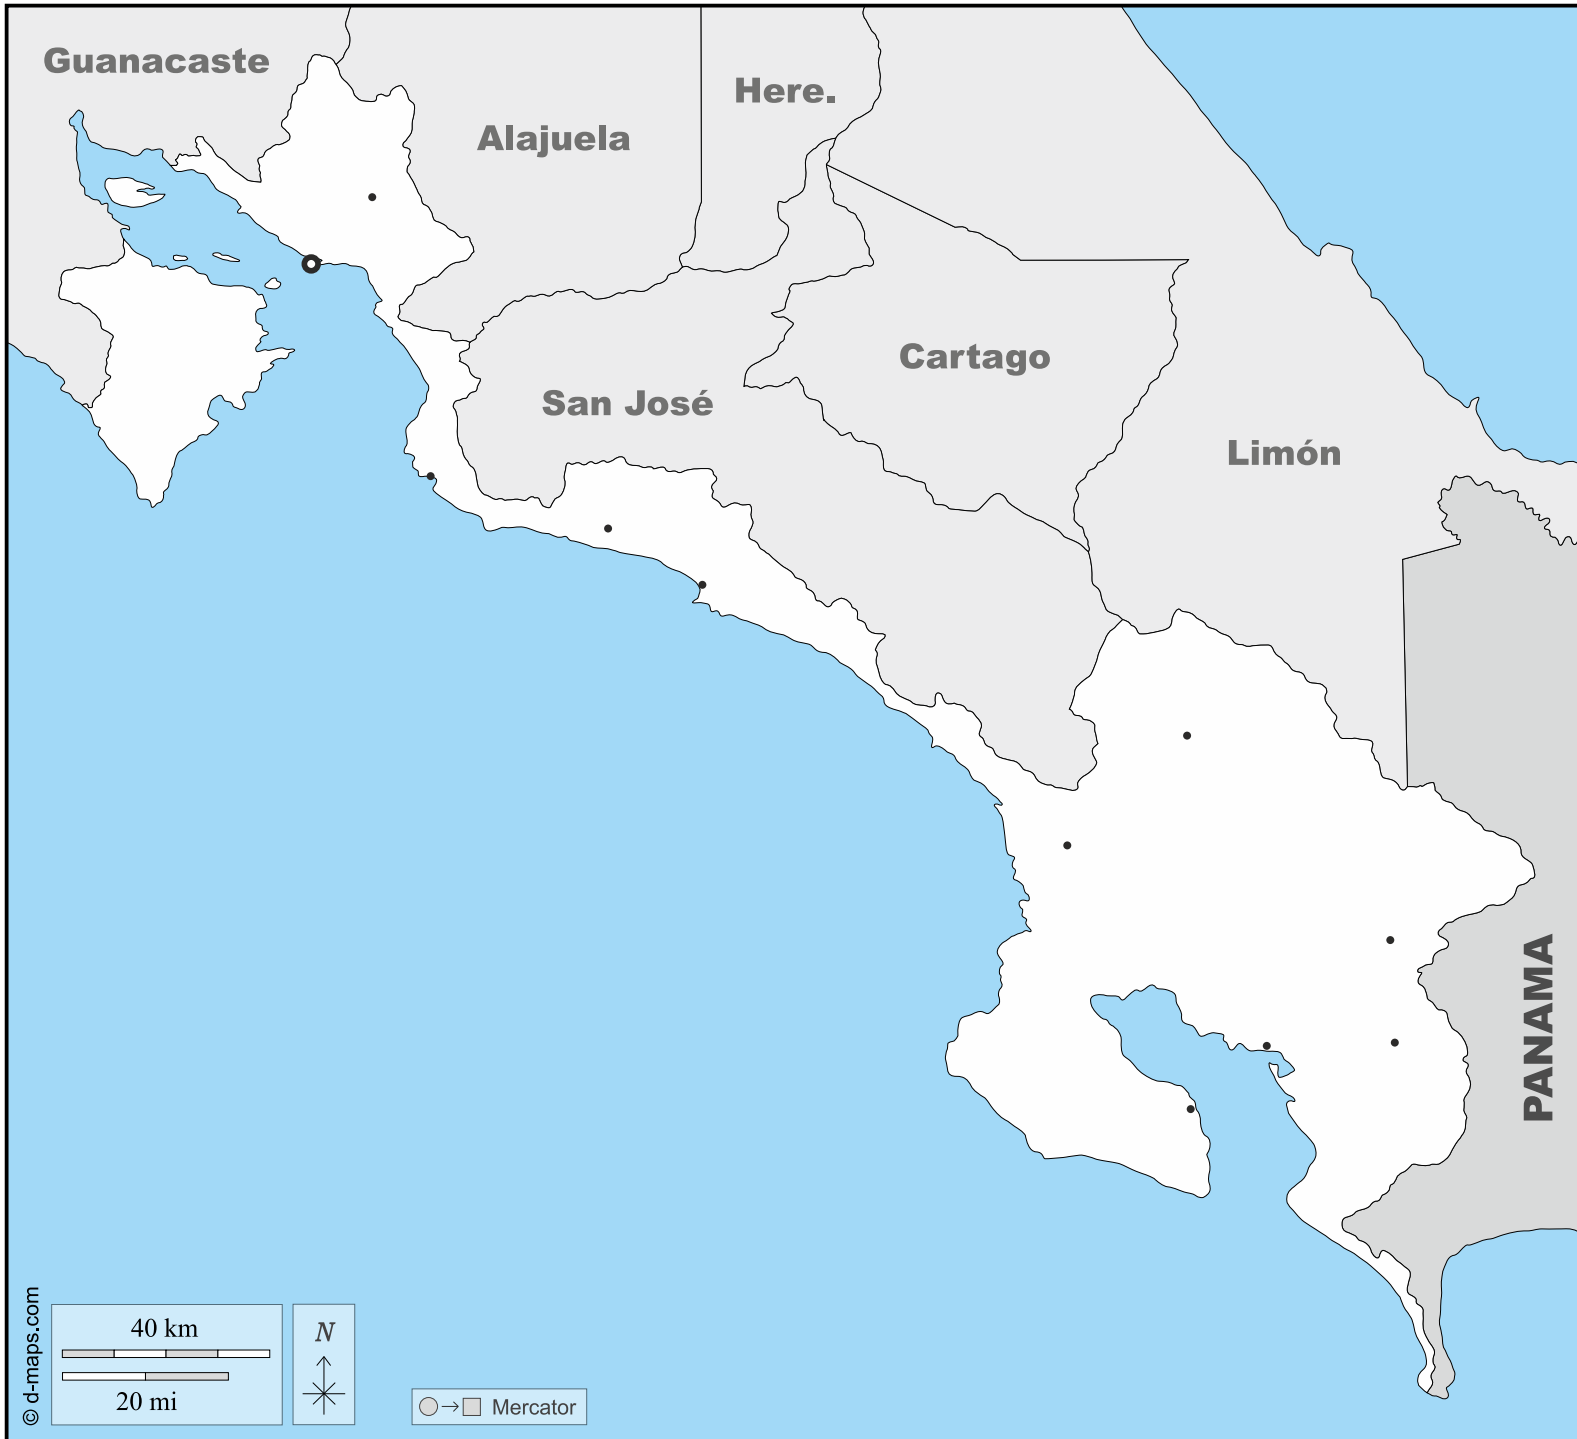 Guanacaste
Here.
Alajuela
Cartago
San José
Limón
PANAMA
© d-maps.com
40 km
20 mi
N
Mercator